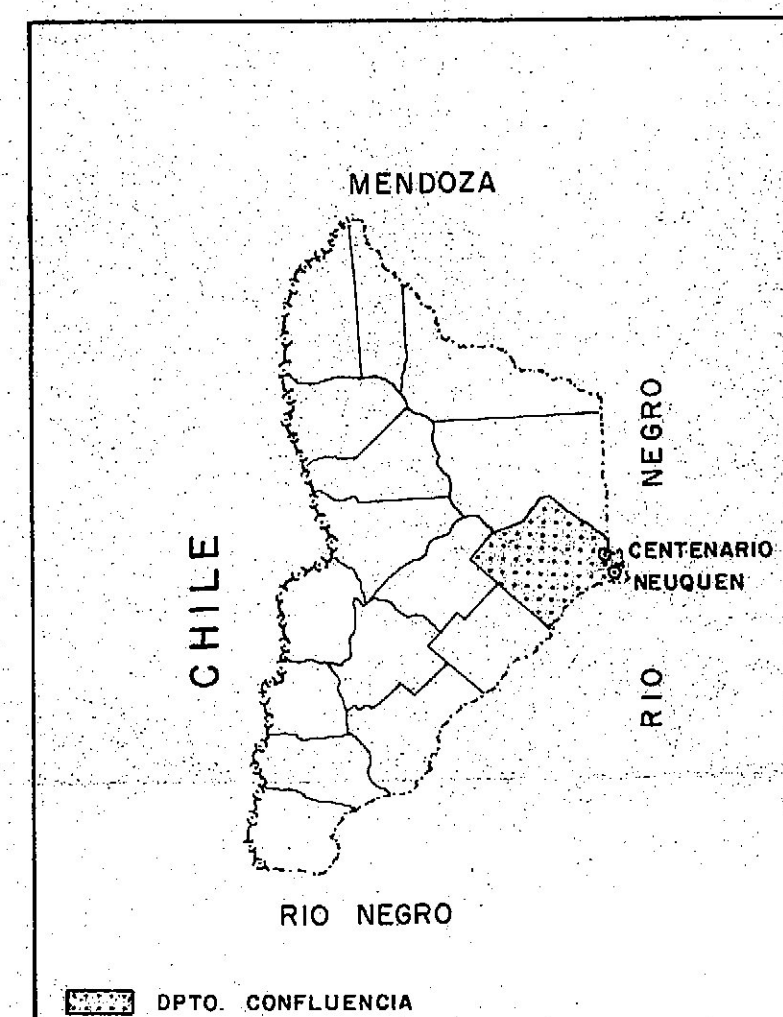 MENDOZA
NEGRO
CHILE
CENTENARIO
NEUQUEN
RIO
RIO NEGRO
DPTO. CONFLUENCIA